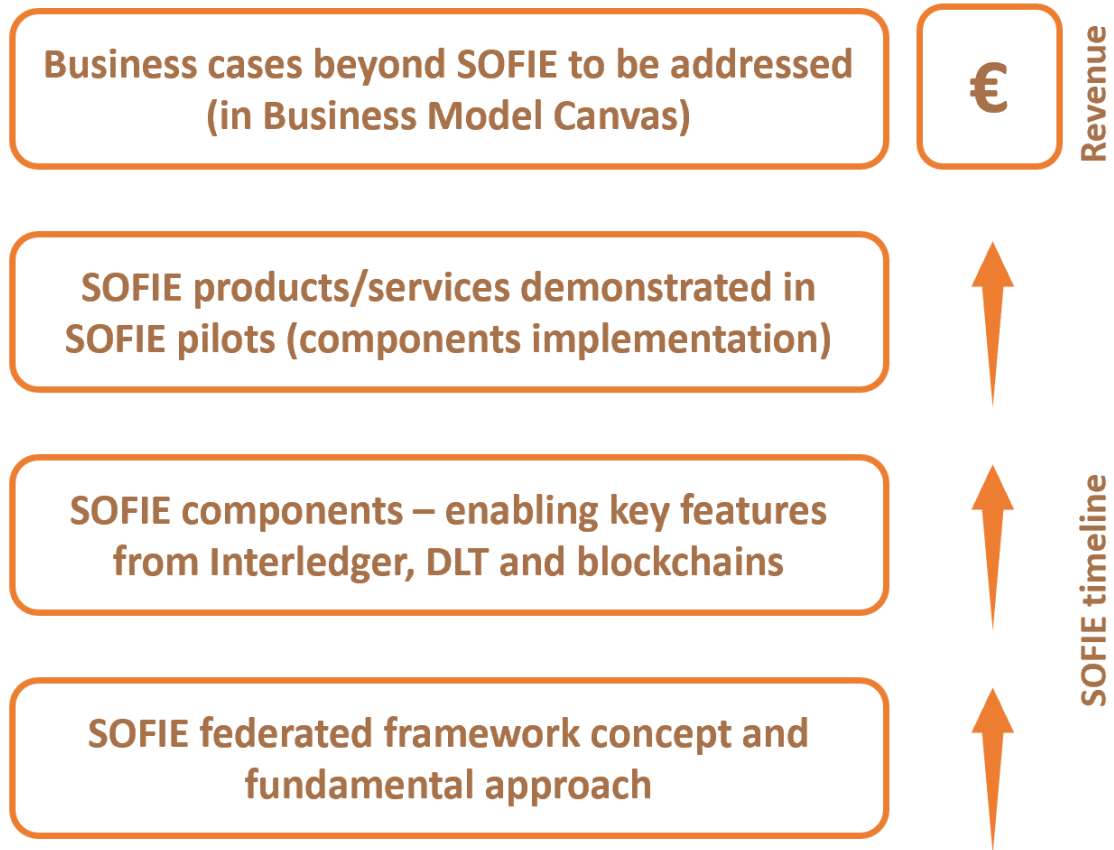 Business cases beyond SOFIE to be addressed
(in Business Model Canvas)
€
Revenue
SOFIE products/services demonstrated in
SOFIE pilots (components implementation)
SOFIE components – enabling key features
from Interledger, DLT and blockchains
SOFIE timeline
SOFIE federated framework concept and
fundamental approach